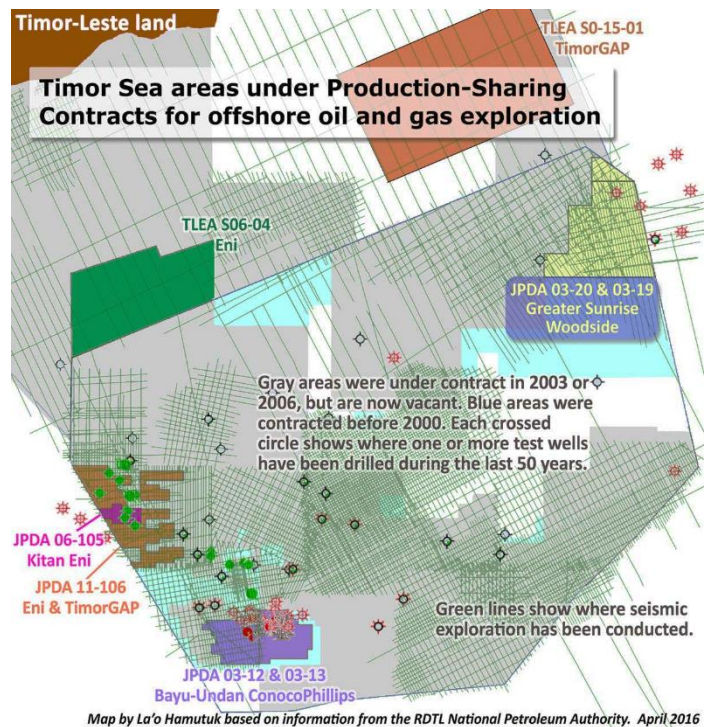 Timor-Leste land
TLEA S0-15-01
TimorGAP
Timor Sea areas under Production-Sharing
Contracts for offshore oil and gas exploration
TLEA S06-04
Eni
JPDA 03-20 & 03-19
Greater Sunrise
Woodside
Gray areas were under contract in 2003 or
2006, but are now vacant. Blue areas were
contracted before 2000. Each crossed
circle shows where one or more test wells
have been drilled during the last 50 years.
JPDA 06-105
Kitan Eni
JPDA 11-106
Eni & TimorGAP
Green lines show where seismic
exploration has been conducted.
JPDA 03-12 & 03-13
Bayu-Undan ConocoPhillips
Map by La'o Hamutuk based on information from the RDTL National Petroleum Authority. April 2016